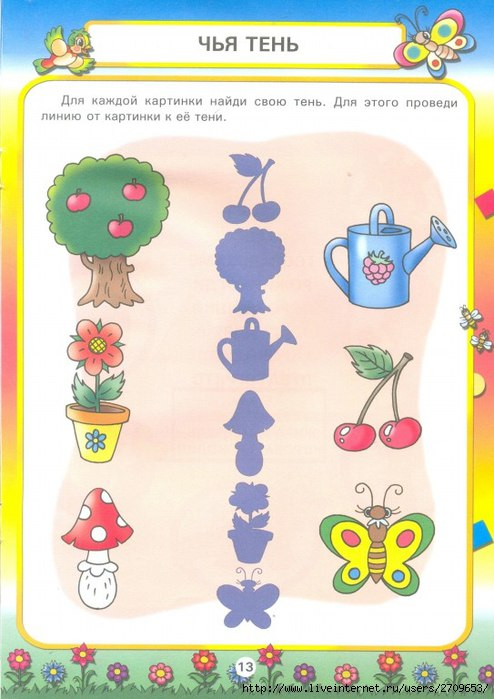 ЧЬЯ ТЕНЬ
Для каждой картинки найди свою тень. Для этого проведи
линию от картинки к её тени.
13
http://www.liveinternet.ru/users/2709653/